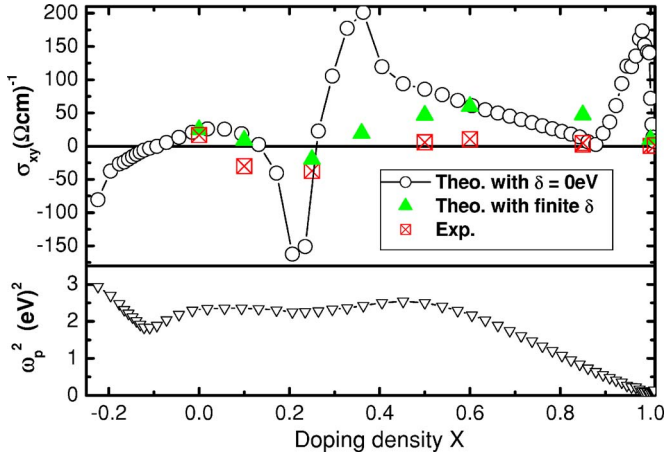 200
150
100
50
0
-50
-100
-150
σxy(Ωcm)-1
Theo. with δ = 0eV
Theo. with finite δ
Exp.
3
2
1
0
ωp2 (eV)2
-0.2 0.0 0.2 0.4 0.6 0.8 1.0
Doping density X